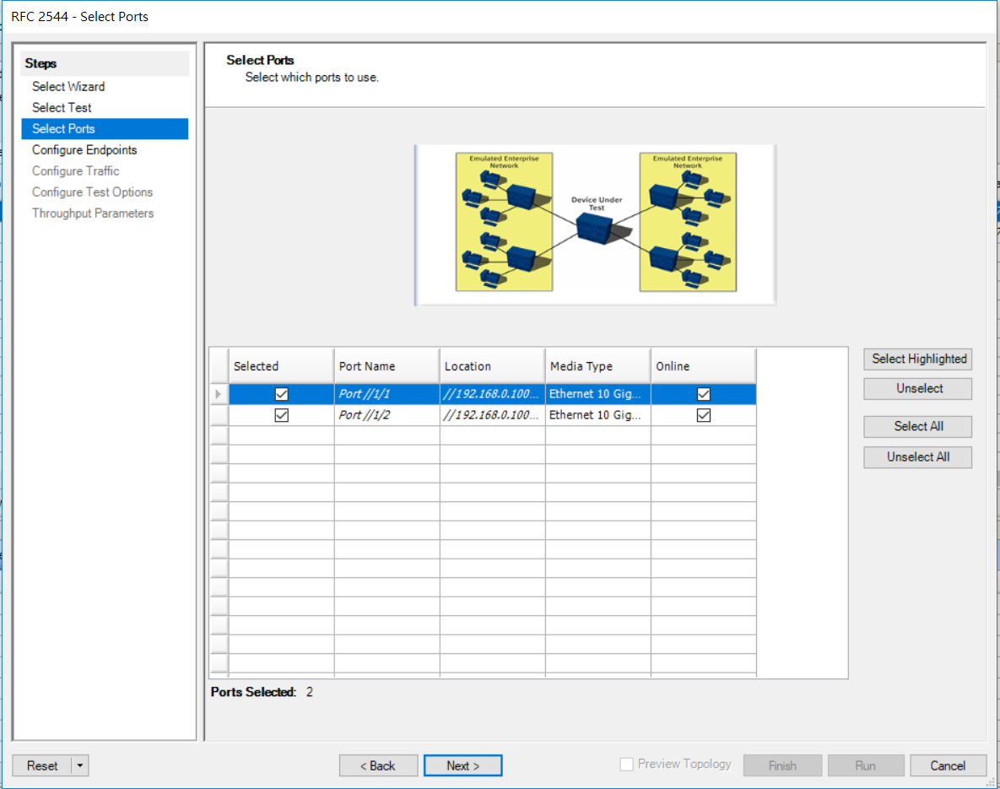 RFC 2544 - Select Ports
Steps
Select Wizard
Select Test
Select Ports
Configure Endpoints
Configure Traffic
Configure Test Options
Throughput Parameters
Select Ports
Select which ports to use.
Emulated Enterprise
Network
Device Under
Test
Emulated Enterprise
Network
Selected Port Name Location Media Type Online
Port //1/1 //192.168.0.100... Ethernet 10 Gig...
Port //1/2 //192.168.0.100... Ethernet 10 Gig...
Select Highlighted
Unselect
Select All
Unselect All
Ports Selected: 2
Reset < Back Next > Preview Topology Finish Run Cancel